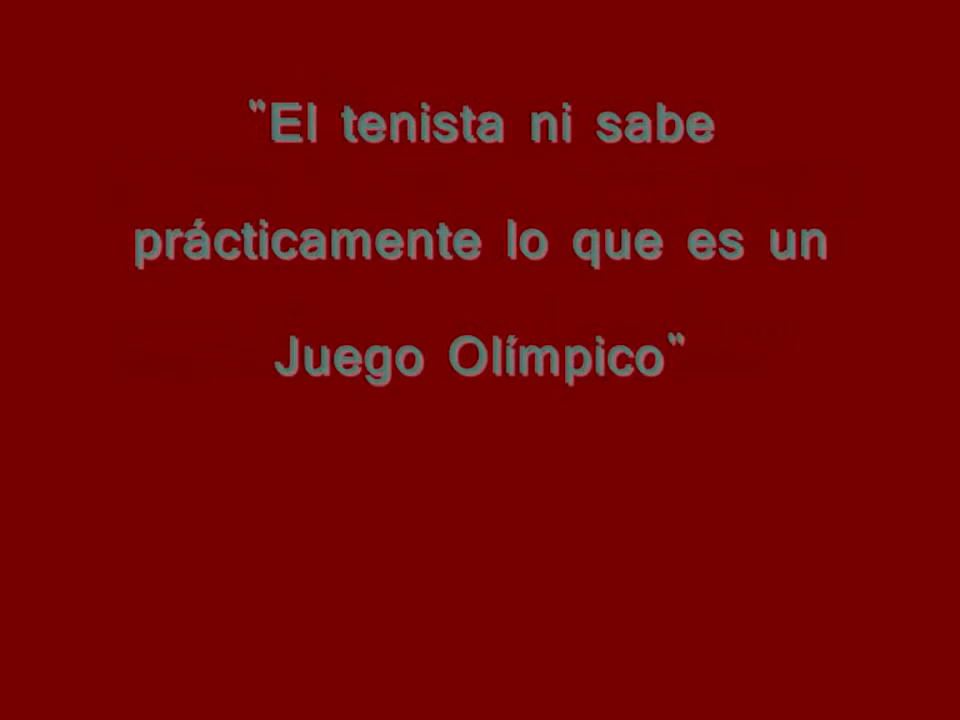 "El tenista ni sabe
prácticamente lo que es un
Juego Olímpico"